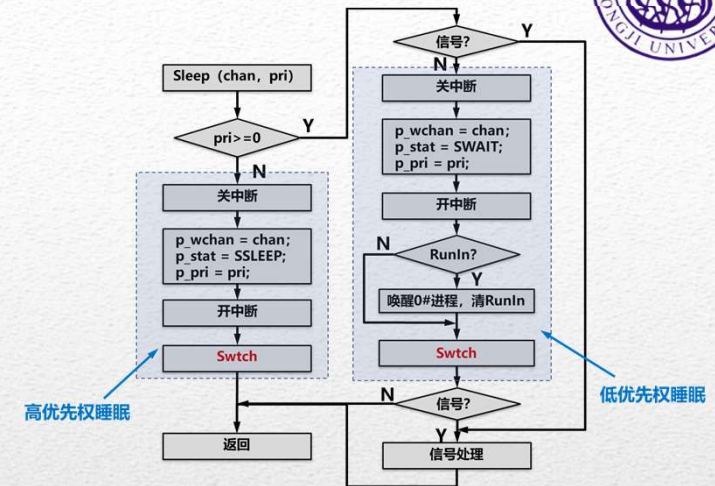 Sleep（chan，pri）
pri>=0
Y
N
关中断
p_wchan = chan;
p_stat = SSLEEP;
p_pri = pri;
开中断
Swtch
高优先权睡眠
返回
信号?
Y
N
关中断
p_wchan = chan;
p_stat = SWAIT;
p_pri = pri;
开中断
N
RunIn?
Y
唤醒0#进程，清RunIn
Swtch
低优先权睡眠
N
信号?
Y
信号处理
ONGJI UNIVER